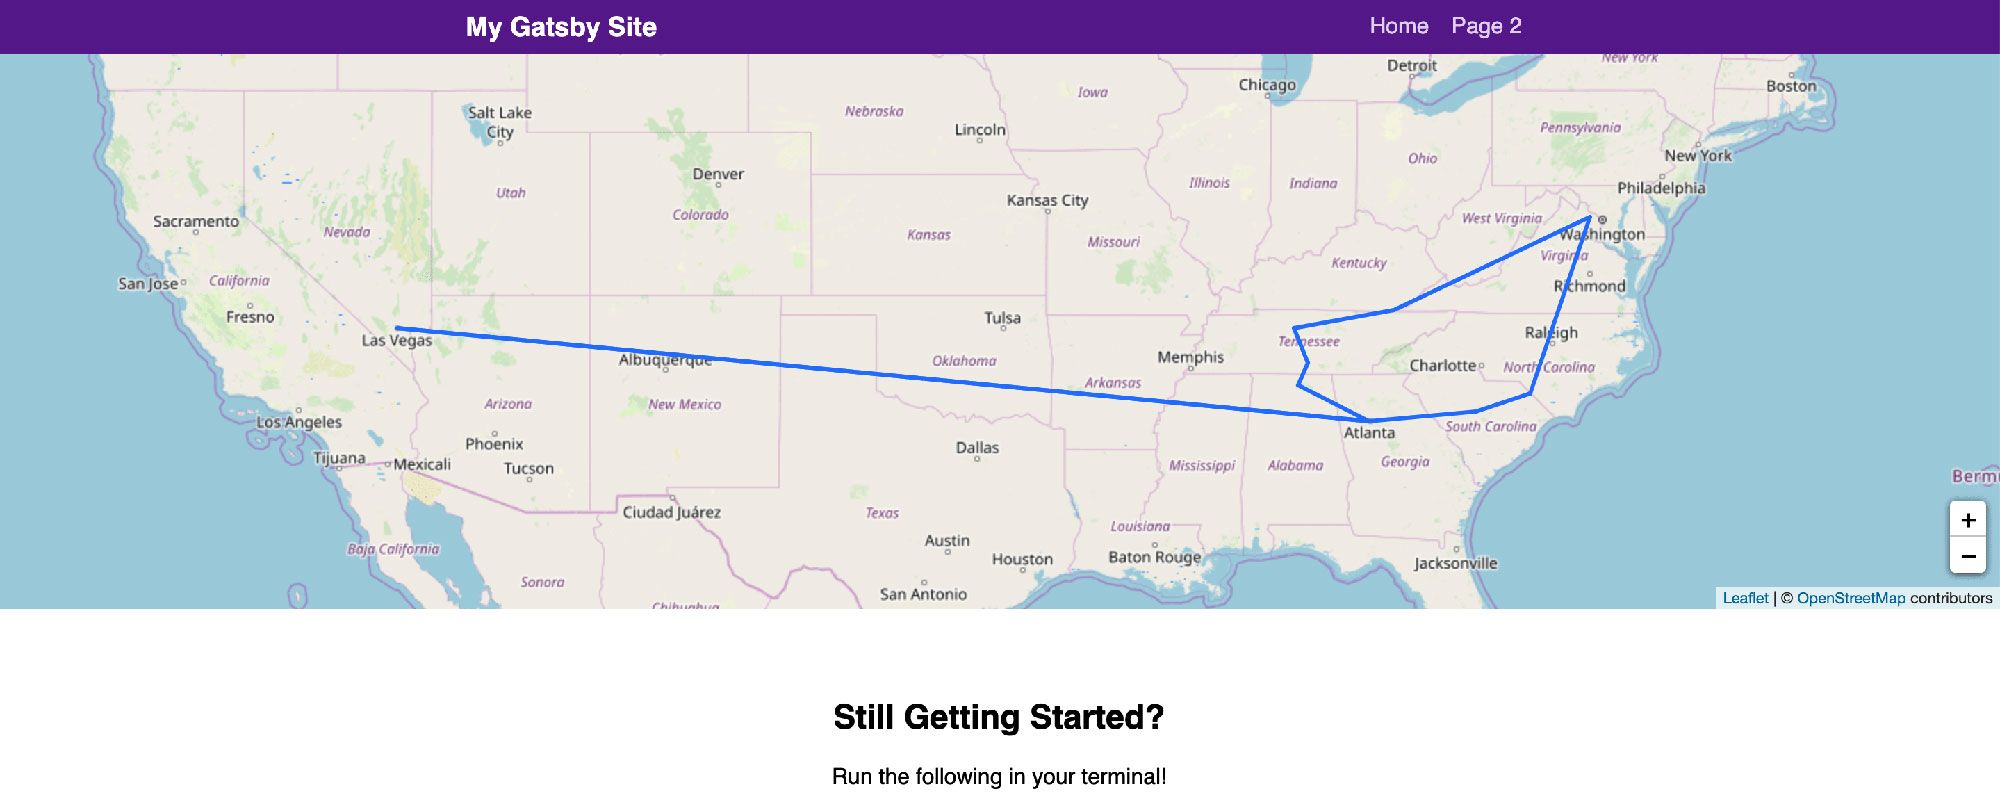 My Gatsby Site
Home Page 2
New York
Detroit
Chicago
Boston
Iowa
Salt Lake
City
Nebraska
Lincoln
Pennsylvania
New York
Ohio
Denver
Illinois
Indiana
Philadelphia
Utah
Kansas City
Colorado
Sacramento
West Virginia
Nevada
Kansas
Missouri
Washington
Virginia
Kentucky
San Jose
California
Richmond
Fresno
Tulsa
Raleigh
Las Vegas
Tennessee
Albuquerque
Oklahoma
Memphis
Charlotte
North Carolina
Arkansas
Arizona
New Mexico
Los Angeles
South Carolina
Atlanta
Phoenix
Dallas
Tijuana
Mexicali
Tucson
Mississippi
Alabama
Georgia
Berm
Ciudad Juárez
Texas
+
Louisiana
Austin
Baja California
Houston
Baton Rouge
−
Jacksonville
Sonora
San Antonio
Chihuahua
Leaflet | © OpenStreetMap contributors
Still Getting Started?
Run the following in your terminal!